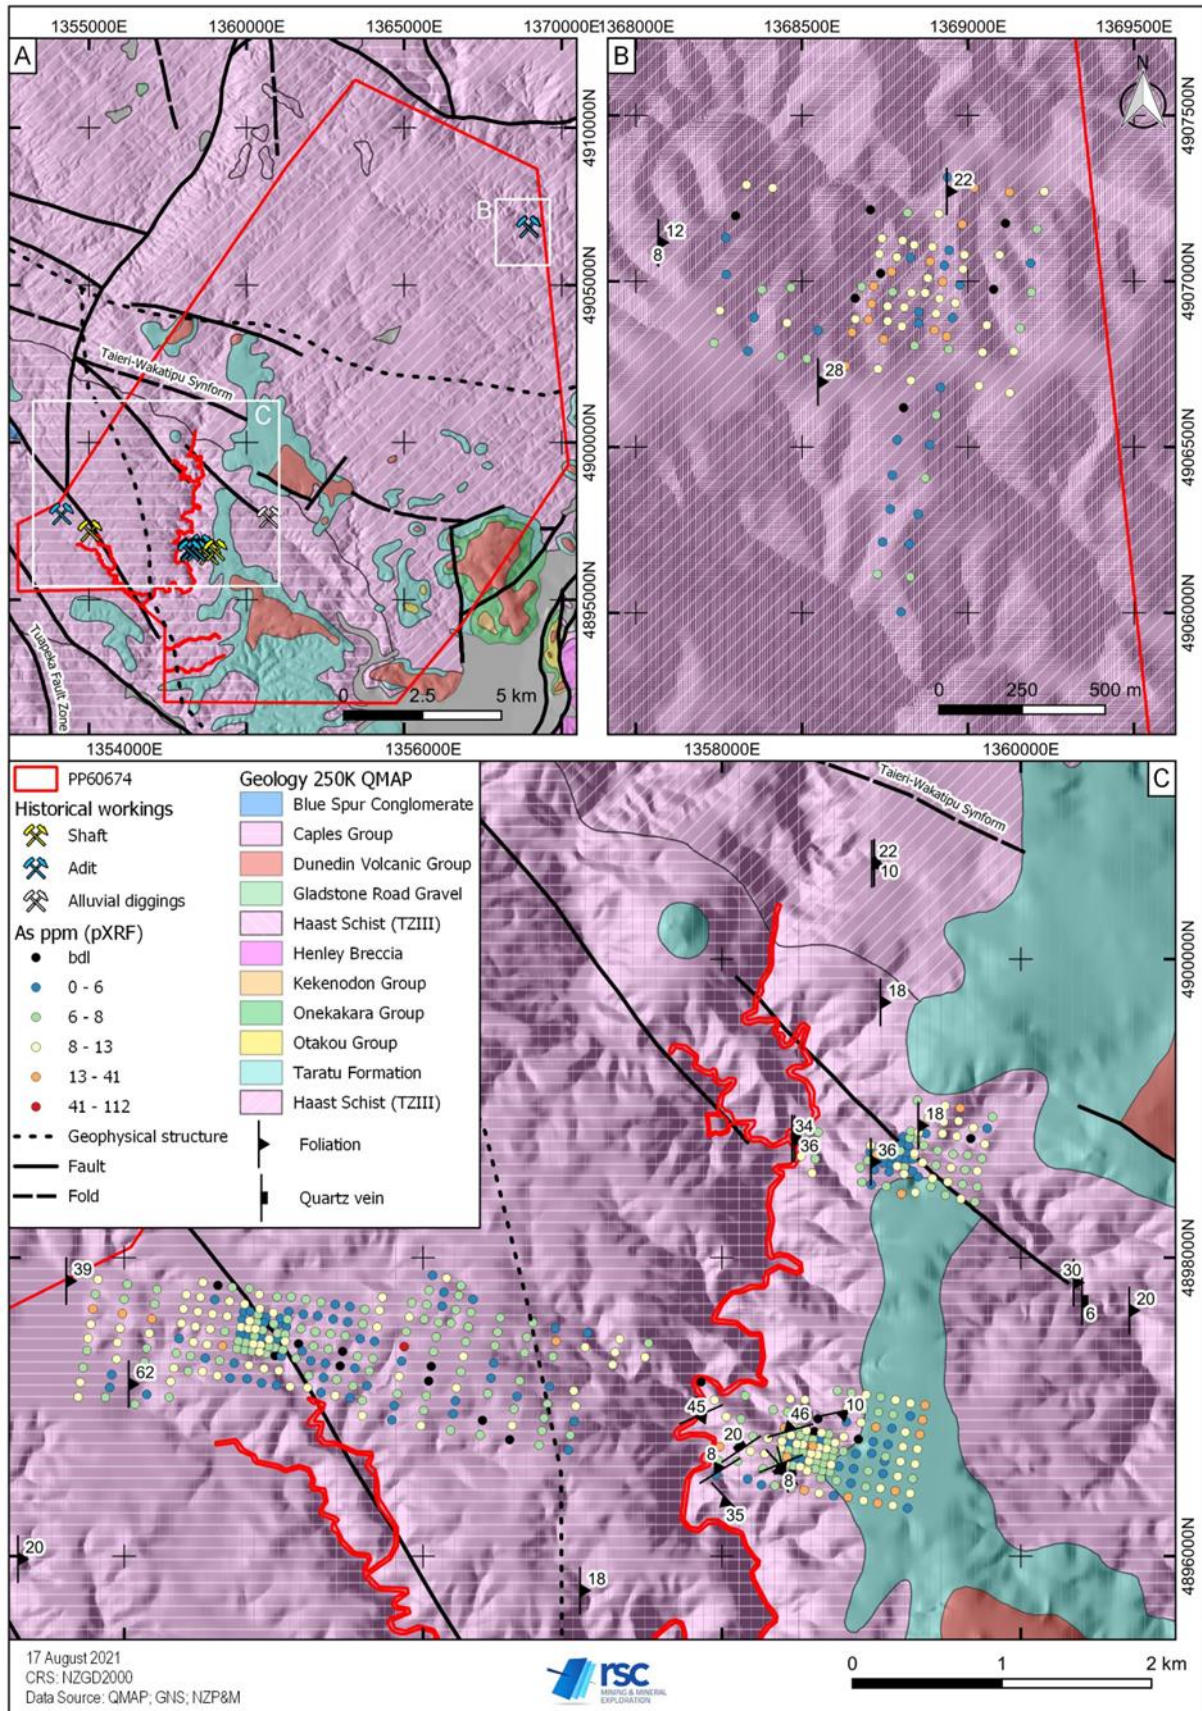 1355000E 1360000E 1365000E 1370000E
A
4910000N
4905000N
4900000N
4895000N
B
C
Taieri-Wakatipu Synform
Tuapeka Fault Zone
0 2.5 5 km
1368000E 1368500E 1369000E 1369500E
B
N
4907500N
4907000N
4906500N
4906000N
22
12
8
28
0 250 500 m
1354000E 1356000E 1358000E 1360000E
C
PP60674
Historical workings
Shaft
Adit
Alluvial diggings
As ppm (pXRF)
bdl
0 - 6
6 - 8
8 - 13
13 - 41
41 - 112
Geophysical structure
Fault
Fold
Geology 250K QMAP
Blue Spur Conglomerate
Caples Group
Dunedin Volcanic Group
Gladstone Road Gravel
Haast Schist (TZIII)
Henley Breccia
Kekenodon Group
Onekakara Group
Otakou Group
Taratu Formation
Haast Schist (TZIII)
Foliation
Quartz vein
Taieri-Wakatipu Synform
22
10
18
4900000N
34
36
18
36
4898000N
39
30
6
20
62
45
46
10
20
8
8
35
20
18
4896000N
17 August 2021
CRS: NZGD2000
Data Source: QMAP; GNS; NZP&M
rsc
MINING & MINERAL
EXPLORATION
0 1 2 km